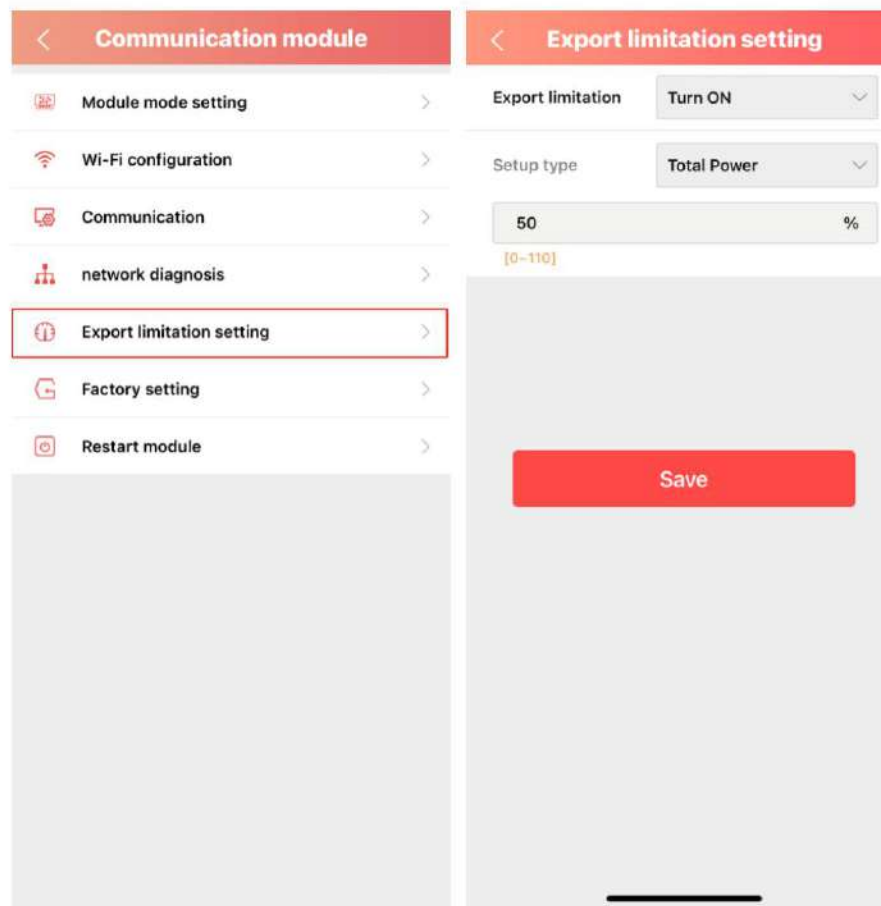 Communication module
Module mode setting
Wi-Fi configuration
Communication
network diagnosis
Export limitation setting
Factory setting
Restart module
Export limitation setting
Export limitation Turn ON
Setup type Total Power
50 %
[0~110]
Save